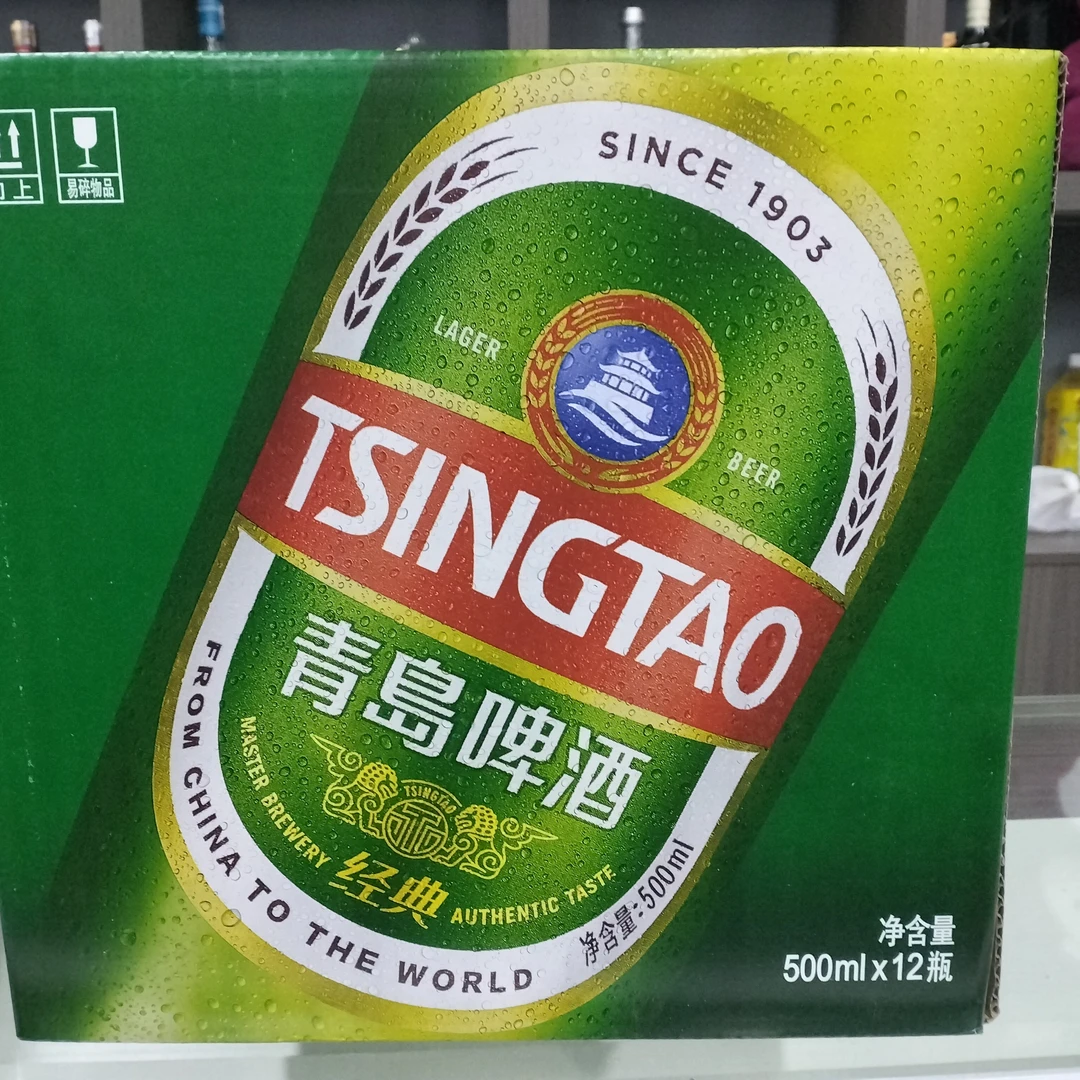 易碎物品
SINCE 1903
LAGER
BEER
TSINGTAO
青島啤酒
TSINGTAO
经典
MASTER BREWERY
AUTHENTIC TASTE
FROM CHINA TO THE WORLD
净含量:500ml
净含量
500ml x 12瓶